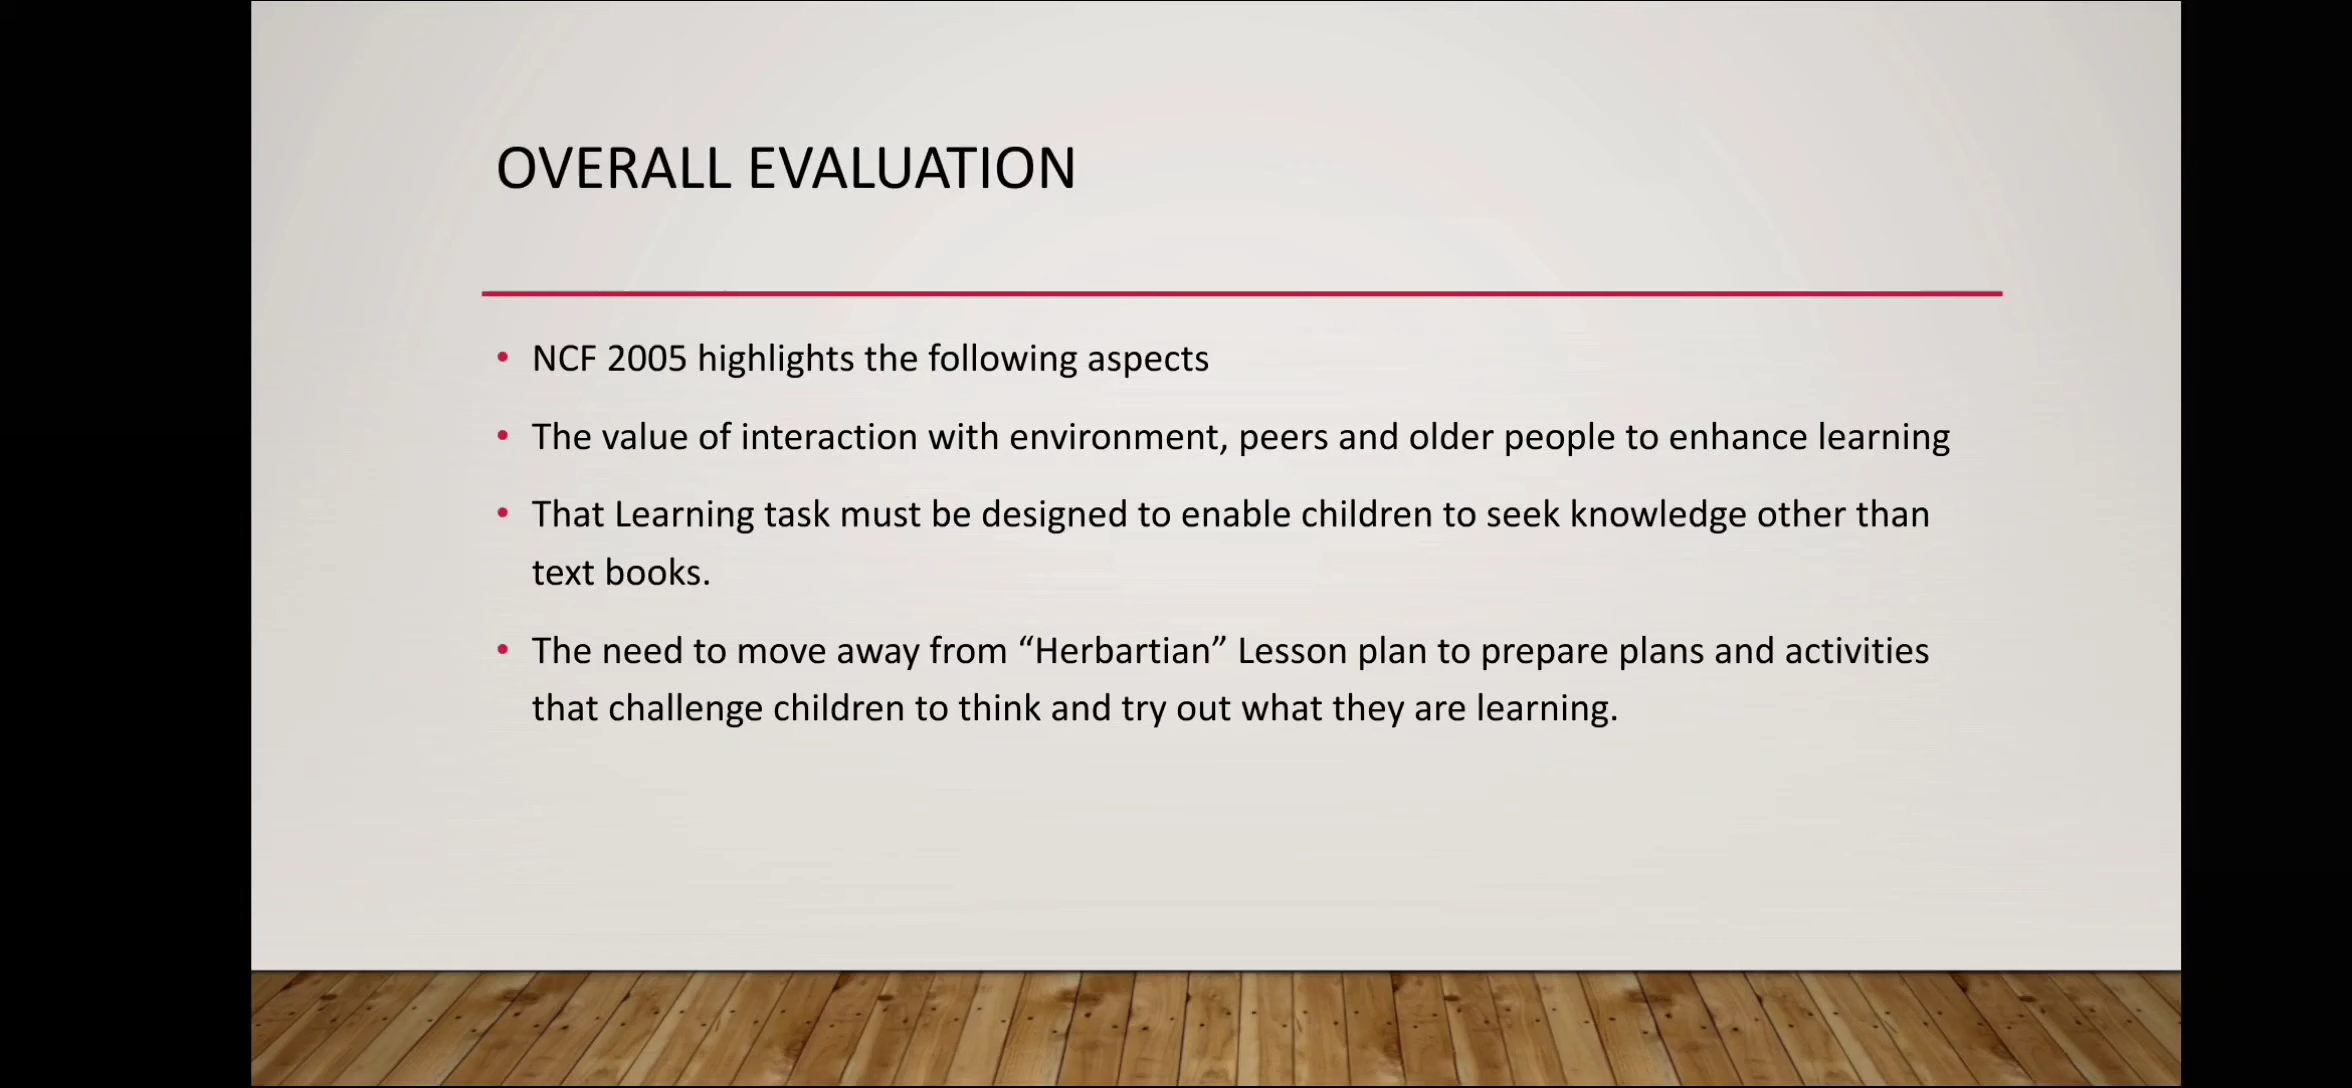 OVERALL EVALUATION
• NCF 2005 highlights the following aspects
• The value of interaction with environment, peers and older people to enhance learning
• That Learning task must be designed to enable children to seek knowledge other than
text books.
• The need to move away from “Herbartian” Lesson plan to prepare plans and activities
that challenge children to think and try out what they are learning.